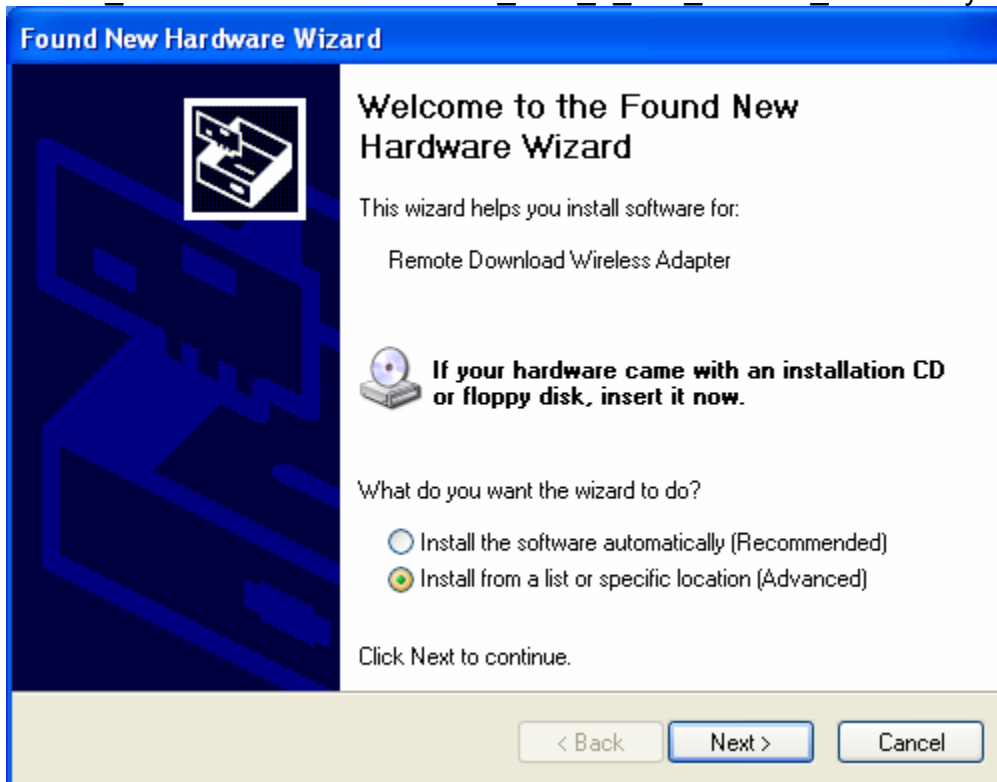 Found New Hardware Wizard
Welcome to the Found New
Hardware Wizard
This wizard helps you install software for:
Remote Download Wireless Adapter
If your hardware came with an installation CD
or floppy disk, insert it now.
What do you want the wizard to do?
Install the software automatically (Recommended)
Install from a list or specific location (Advanced)
Click Next to continue.
< Back
Next >
Cancel